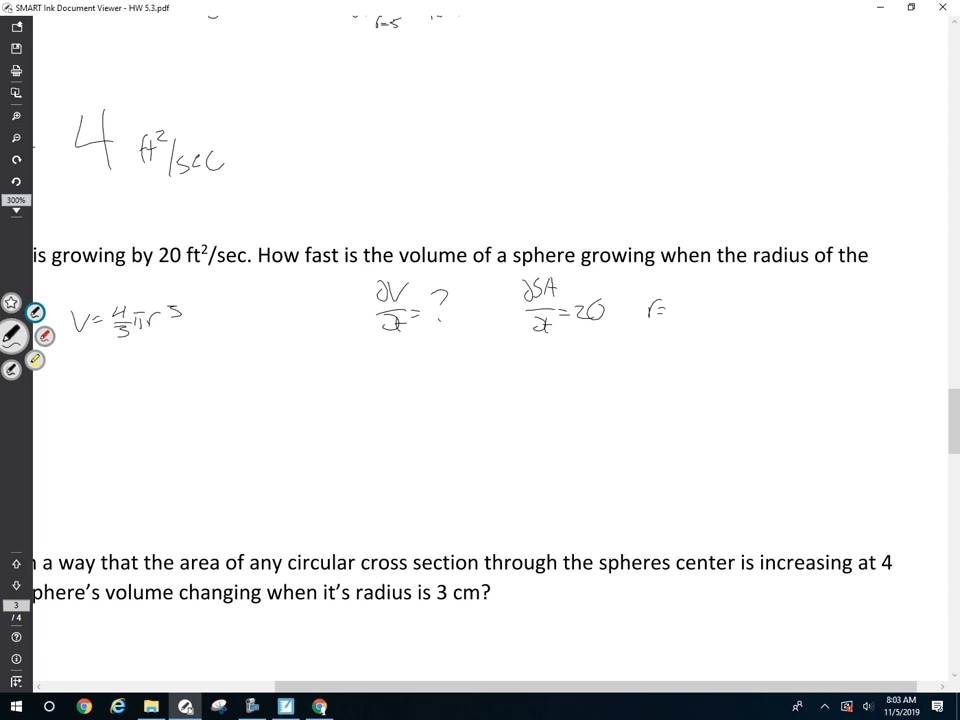 SMART Ink Document Viewer - HW 5.3.pdf
r=5
4 ft²/sec
300%
is growing by 20 ft²/sec. How fast is the volume of a sphere growing when the radius of the
V= 4/3 πr³ ∂V/∂t = ? ∂SA/∂t = 20 r=
a way that the area of any circular cross section through the spheres center is increasing at 4
phere's volume changing when it's radius is 3 cm?
3
/ 4
8:03 AM
11/5/2019